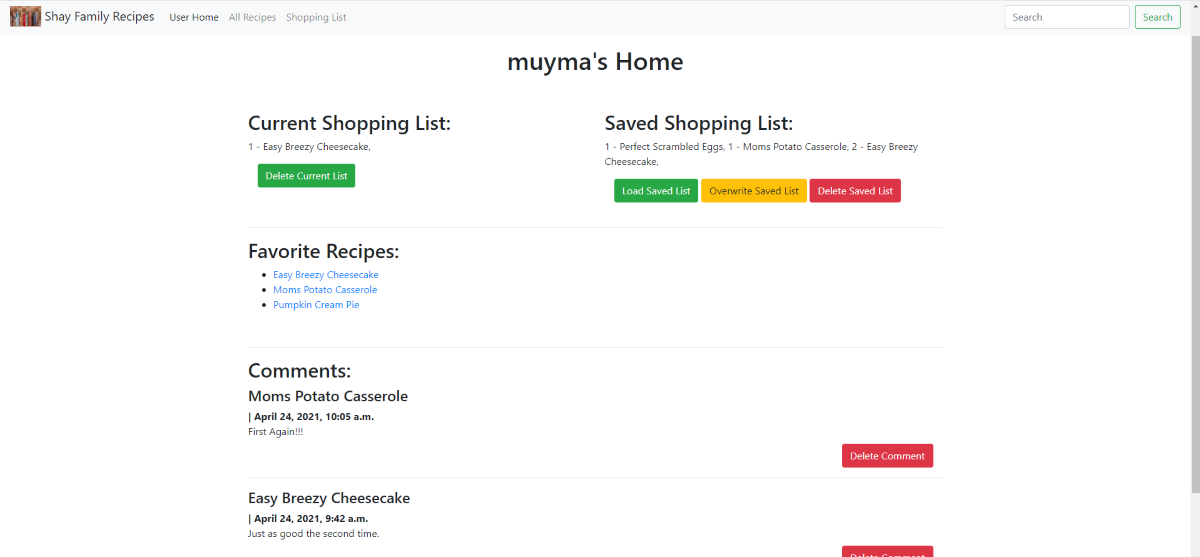 Shay Family Recipes User Home All Recipes Shopping List Search Search
muyma's Home
Current Shopping List:
1 - Easy Breezy Cheesecake,
Delete Current List
Saved Shopping List:
1 - Perfect Scrambled Eggs, 1 - Moms Potato Casserole, 2 - Easy Breezy
Cheesecake,
Load Saved List Overwrite Saved List Delete Saved List
Favorite Recipes:
Easy Breezy Cheesecake
Moms Potato Casserole
Pumpkin Cream Pie
Comments:
Moms Potato Casserole
| April 24, 2021, 10:05 a.m.
First Again!!!
Delete Comment
Easy Breezy Cheesecake
| April 24, 2021, 9:42 a.m.
Just as good the second time.
Delete Comment